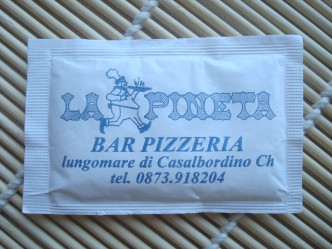 LA PINETA
BAR PIZZERIA
lungomare di Casalbordino Ch
tel. 0873.918204